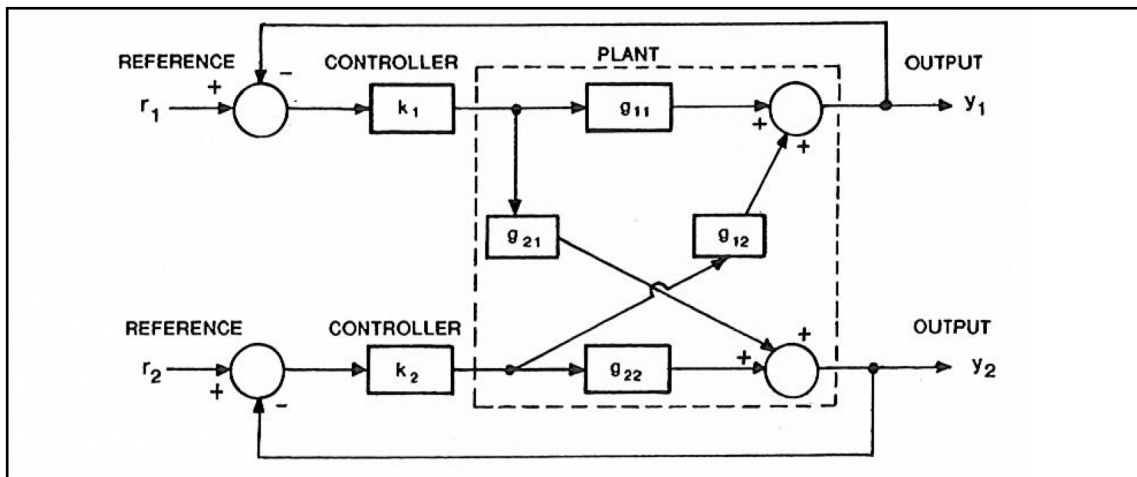 REFERENCE CONTROLLER PLANT OUTPUT
+ −
r1 k1 g11 + y1
+
g21 g12
REFERENCE CONTROLLER + OUTPUT
r2 k2 g22 + y2
+ −